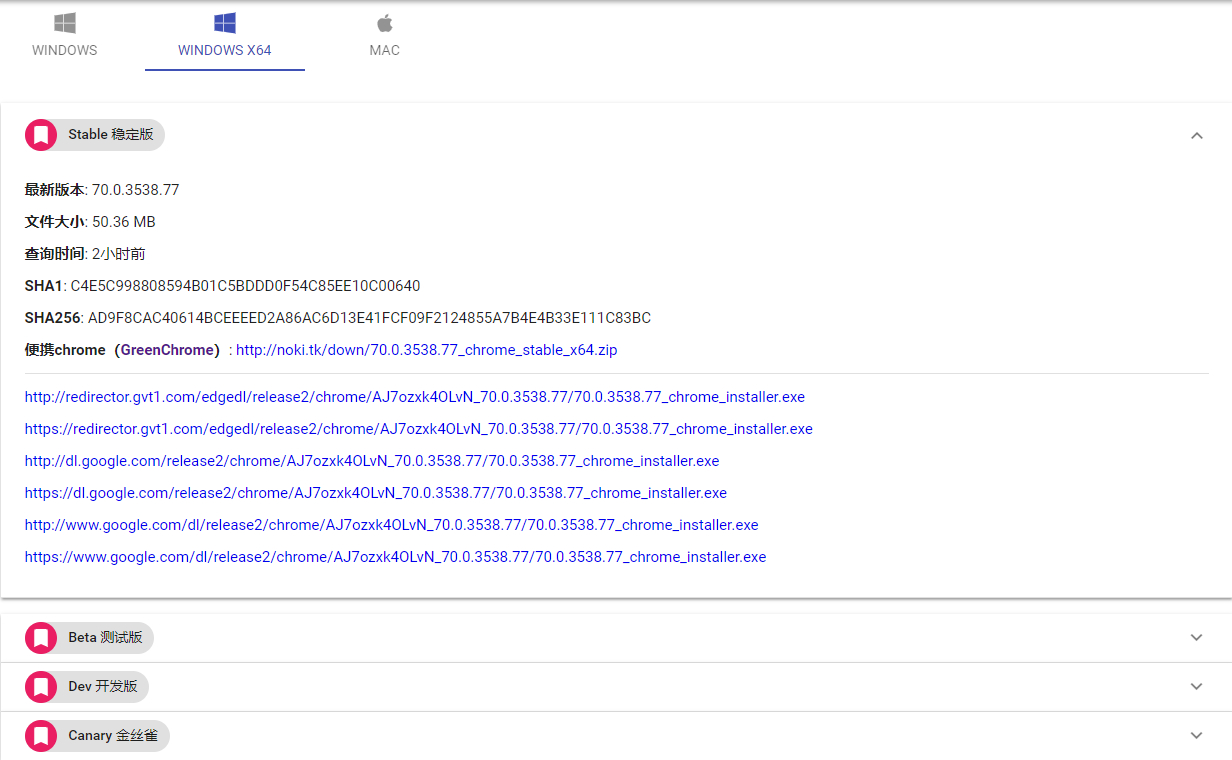 WINDOWS WINDOWS X64 MAC
Stable 稳定版
最新版本: 70.0.3538.77
文件大小: 50.36 MB
查询时间: 2小时前
SHA1: C4E5C998808594B01C5BDDD0F54C85EE10C00640
SHA256: AD9F8CAC40614BCEEEED2A86AC6D13E41FCF09F2124855A7B4E4B33E111C83BC
便携chrome（GreenChrome）: http://noki.tk/down/70.0.3538.77_chrome_stable_x64.zip
http://redirector.gvt1.com/edgedl/release2/chrome/AJ7ozxk4OLvN_70.0.3538.77/70.0.3538.77_chrome_installer.exe
https://redirector.gvt1.com/edgedl/release2/chrome/AJ7ozxk4OLvN_70.0.3538.77/70.0.3538.77_chrome_installer.exe
http://dl.google.com/release2/chrome/AJ7ozxk4OLvN_70.0.3538.77/70.0.3538.77_chrome_installer.exe
https://dl.google.com/release2/chrome/AJ7ozxk4OLvN_70.0.3538.77/70.0.3538.77_chrome_installer.exe
http://www.google.com/dl/release2/chrome/AJ7ozxk4OLvN_70.0.3538.77/70.0.3538.77_chrome_installer.exe
https://www.google.com/dl/release2/chrome/AJ7ozxk4OLvN_70.0.3538.77/70.0.3538.77_chrome_installer.exe
Beta 测试版
Dev 开发版
Canary 金丝雀